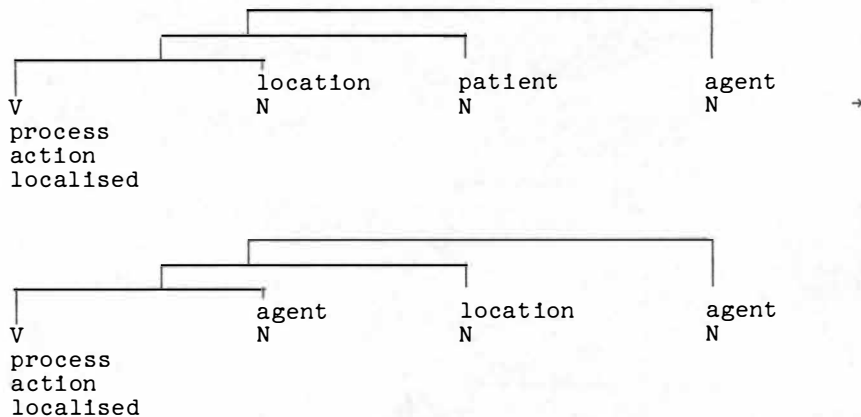 location patient agent
V N N N →
process
action
localised
agent location agent
V N N N
process
action
localised